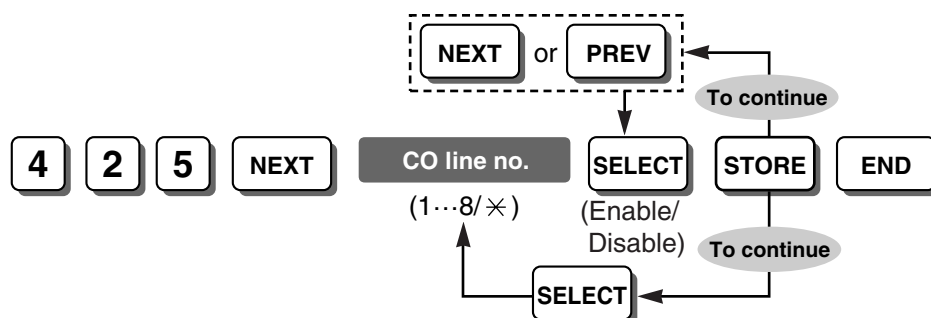 NEXT or PREV
To continue
4 2 5 NEXT CO line no. SELECT STORE END
(1···8/✳) (Enable/
Disable)
To continue
SELECT